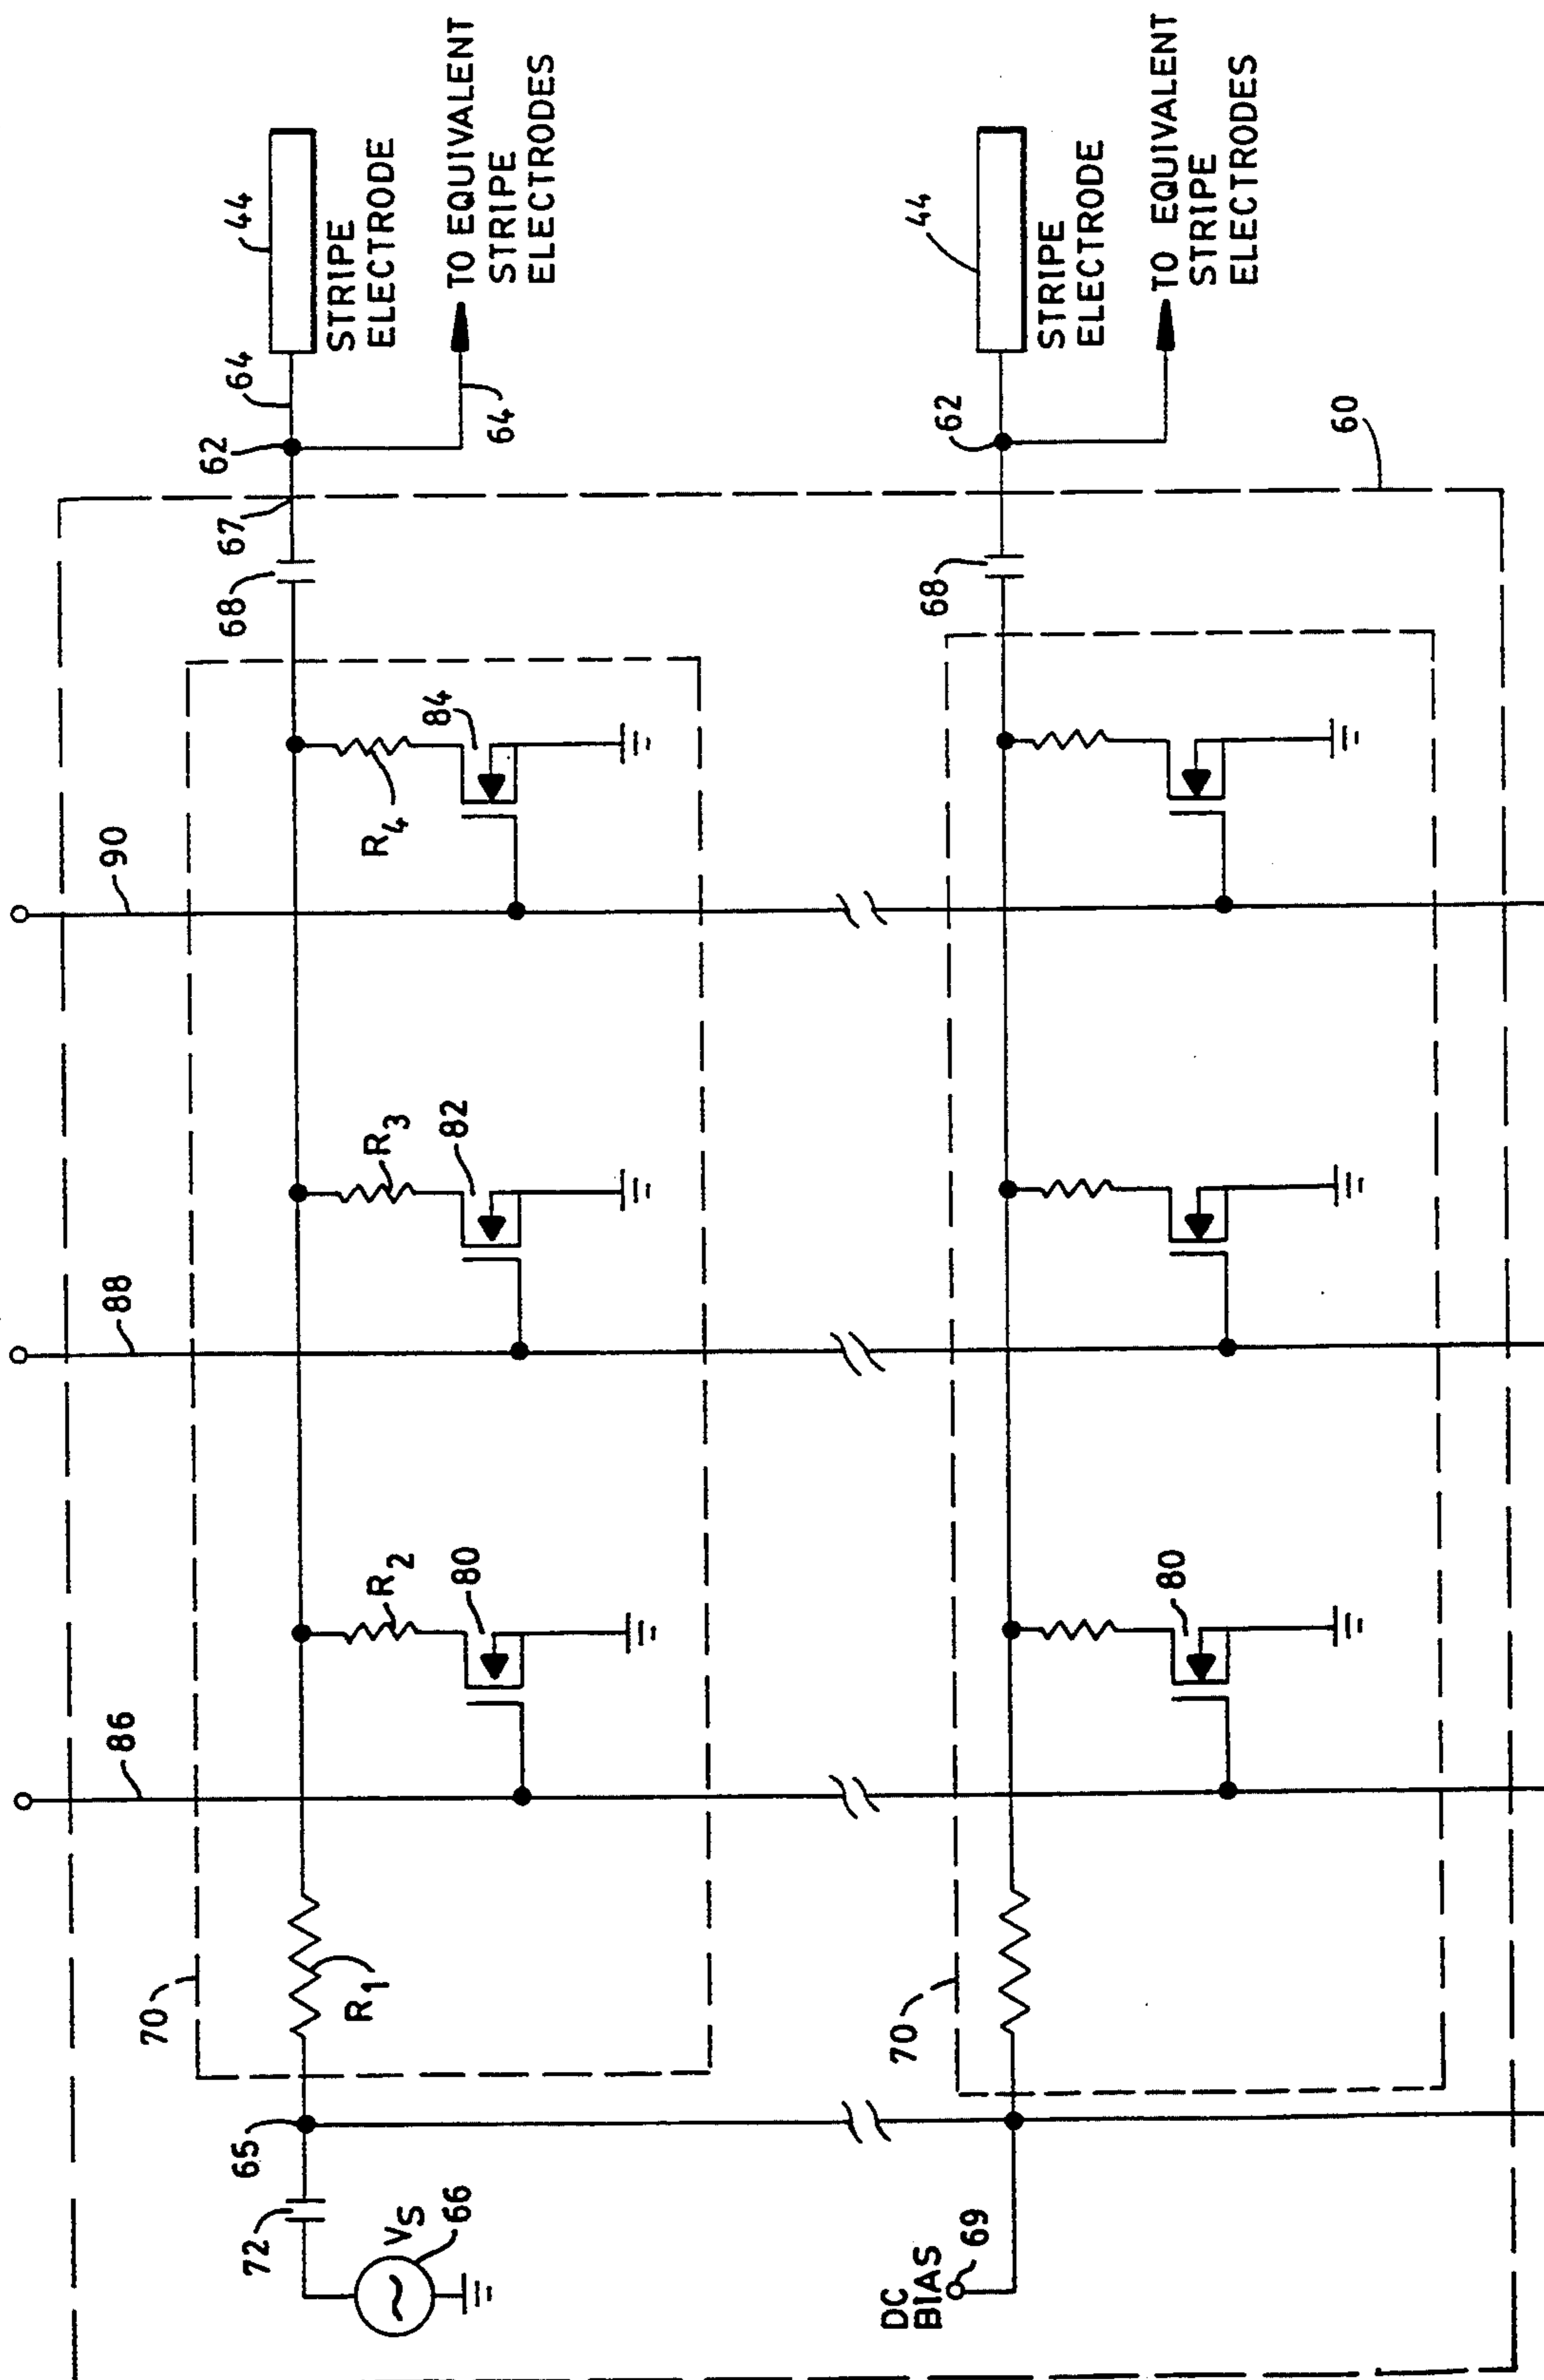 44
STRIPE
ELECTRODE
64
62
TO EQUIVALENT
STRIPE
ELECTRODES
64
67
68
84
R4
90
R3
82
88
R2
80
86
R1
70
65
72
VS
66
44
STRIPE
ELECTRODE
62
TO EQUIVALENT
STRIPE
ELECTRODES
60
68
80
70
DC
BIAS
69